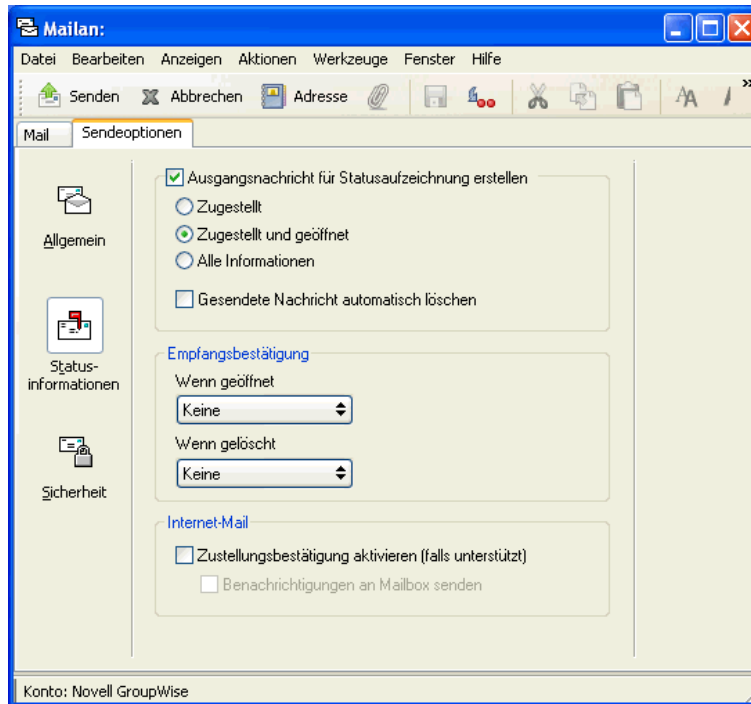 Mailan:
Datei Bearbeiten Anzeigen Aktionen Werkzeuge Fenster Hilfe
Senden Abbrechen Adresse
Mail Sendeoptionen
Allgemein
Status-
informationen
Sicherheit
Ausgangsnachricht für Statusaufzeichnung erstellen
Zugestellt
Zugestellt und geöffnet
Alle Informationen
Gesendete Nachricht automatisch löschen
Empfangsbestätigung
Wenn geöffnet
Keine
Wenn gelöscht
Keine
Internet-Mail
Zustellungsbestätigung aktivieren (falls unterstützt)
Benachrichtigungen an Mailbox senden
Konto: Novell GroupWise